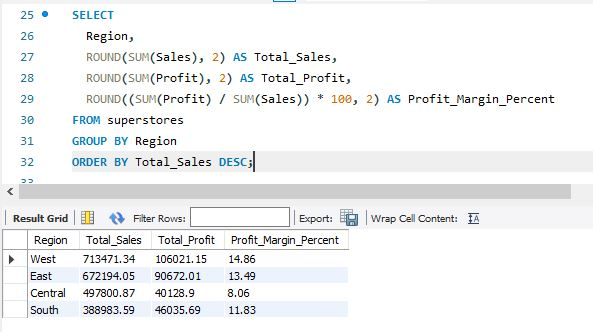 25 SELECT
26 Region,
27 ROUND(SUM(Sales), 2) AS Total_Sales,
28 ROUND(SUM(Profit), 2) AS Total_Profit,
29 ROUND((SUM(Profit) / SUM(Sales)) * 100, 2) AS Profit_Margin_Percent
30 FROM superstores
31 GROUP BY Region
32 ORDER BY Total_Sales DESC;
33
Result Grid Filter Rows: Export: Wrap Cell Content: IA
Region Total_Sales Total_Profit Profit_Margin_Percent
West 713471.34 106021.15 14.86
East 672194.05 90672.01 13.49
Central 497800.87 40128.9 8.06
South 388983.59 46035.69 11.83